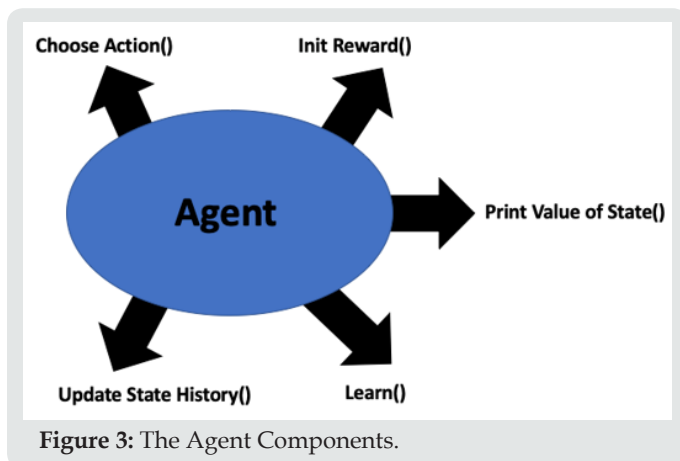 Choose Action()
Init Reward()
Agent
Print Value of State()
Update State History()
Learn()
Figure 3: The Agent Components.